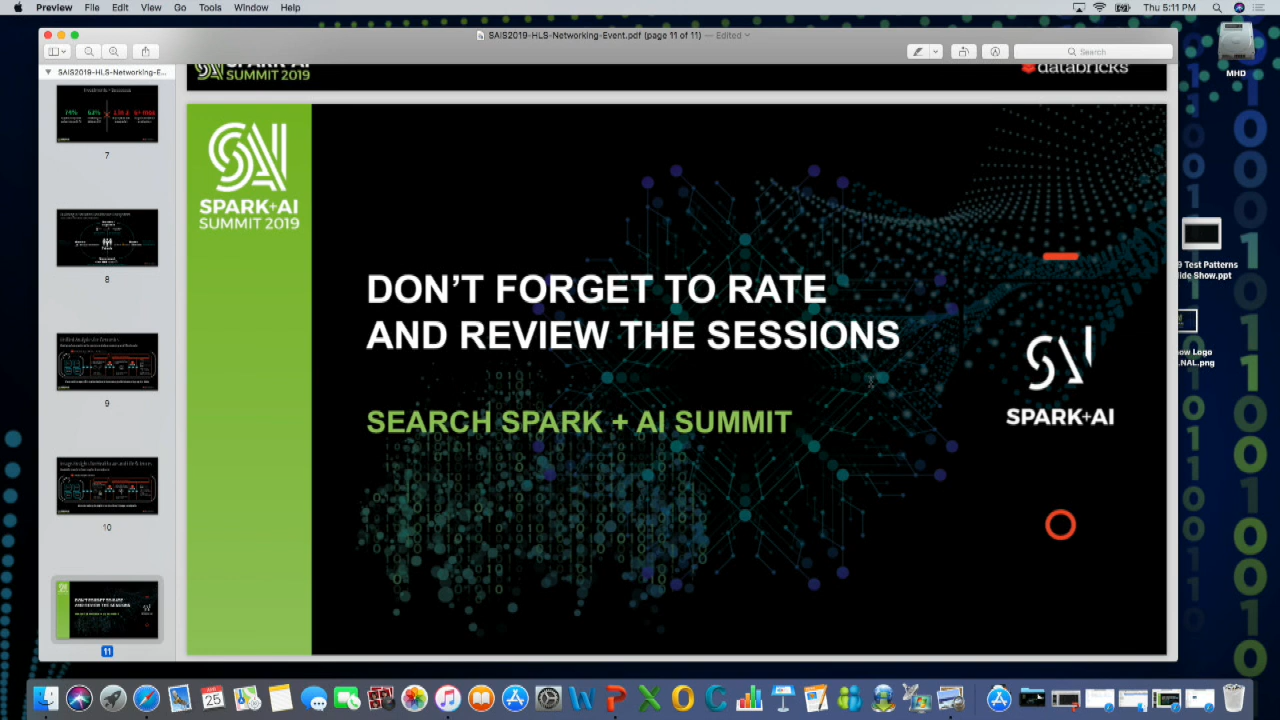 Preview File Edit View Go Tools Window Help
Thu 5:11 PM
SAIS2019-HLS-Networking-Event.pdf (page 11 of 11) — Edited
Search
SAIS2019-HLS-Networking-E...
SPARK+AI
SUMMIT 2019
databricks
7
8
9
10
11
SPARK+AI
SUMMIT 2019
DON'T FORGET TO RATE
AND REVIEW THE SESSIONS
SEARCH SPARK + AI SUMMIT
SPARK+AI
MHD
9 Test Patterns
lide Show.ppt
ow Logo
NAL.png
25